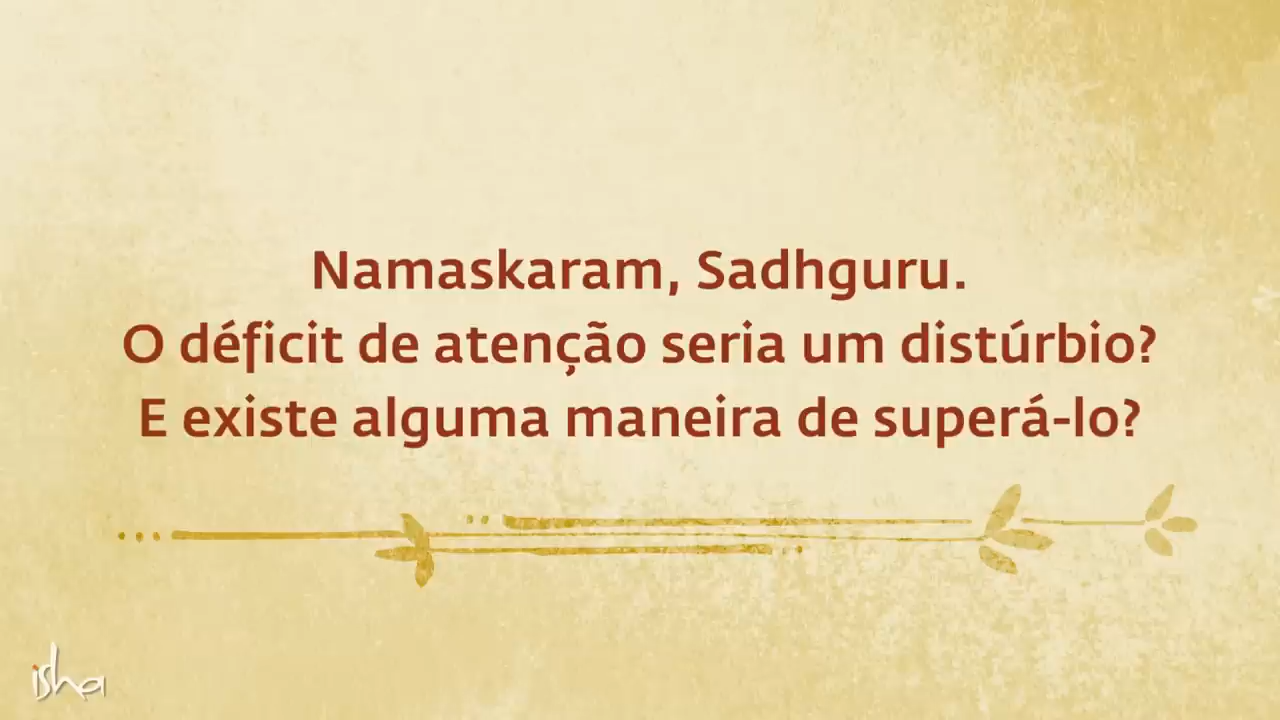 Namaskaram, Sadhguru.
O déficit de atenção seria um distúrbio?
E existe alguma maneira de superá-lo?
isha